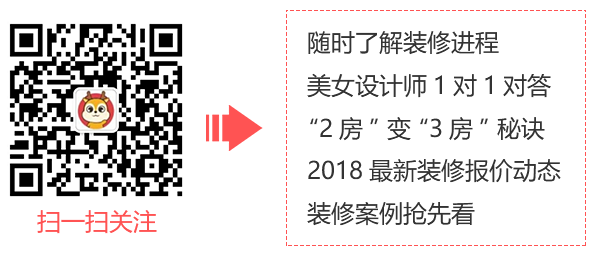 扫一扫关注
随时了解装修进程
美女设计师 1 对 1 对答
“2 房 ” 变 “3 房 ” 秘诀
2018 最新装修报价动态
装修案例抢先看